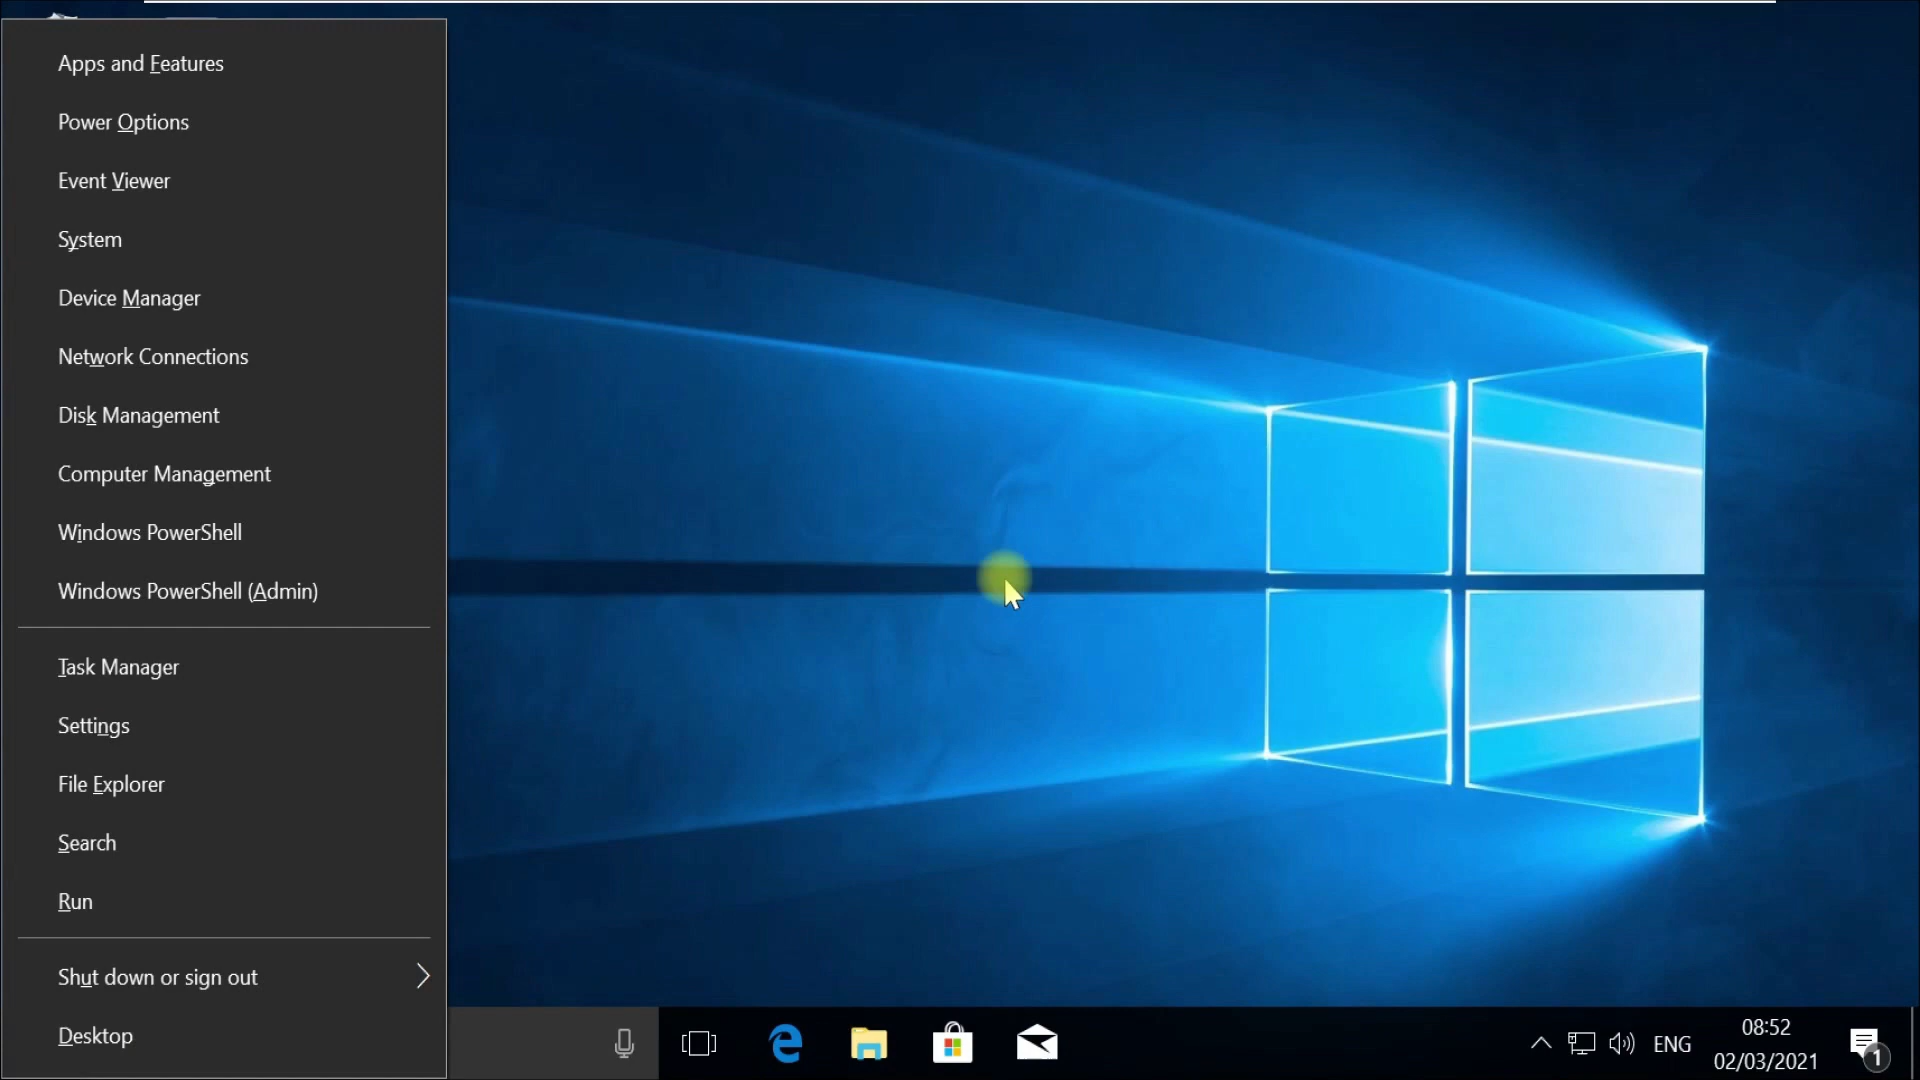 Apps and Features
Power Options
Event Viewer
System
Device Manager
Network Connections
Disk Management
Computer Management
Windows PowerShell
Windows PowerShell (Admin)
Task Manager
Settings
File Explorer
Search
Run
Shut down or sign out
Desktop
ENG
08:52
02/03/2021
1